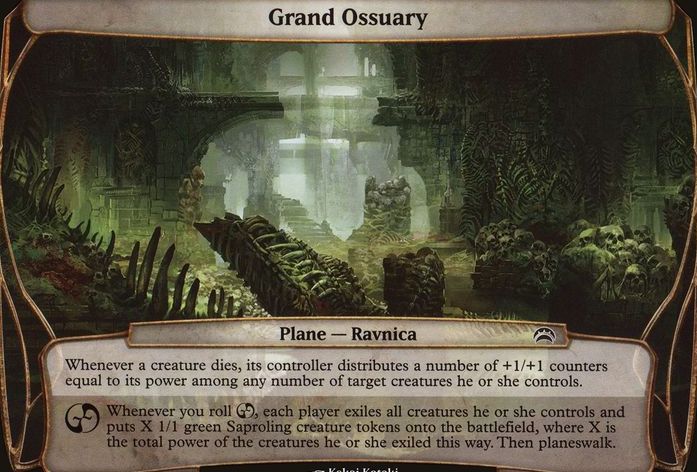 Grand Ossuary
Plane — Ravnica
Whenever a creature dies, its controller distributes a number of +1/+1 counters
equal to its power among any number of target creatures he or she controls.
Whenever you roll , each player exiles all creatures he or she controls and
puts X 1/1 green Saproling creature tokens onto the battlefield, where X is
the total power of the creatures he or she exiled this way. Then planeswalk.